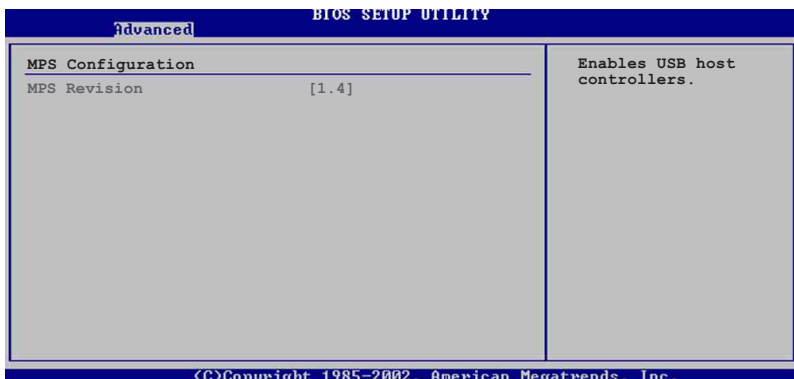 BIOS SETUP UTILITY
Advanced
MPS Configuration
MPS Revision [1.4]
Enables USB host
controllers.
(C)Copyright 1985-2002, American Megatrends, Inc.